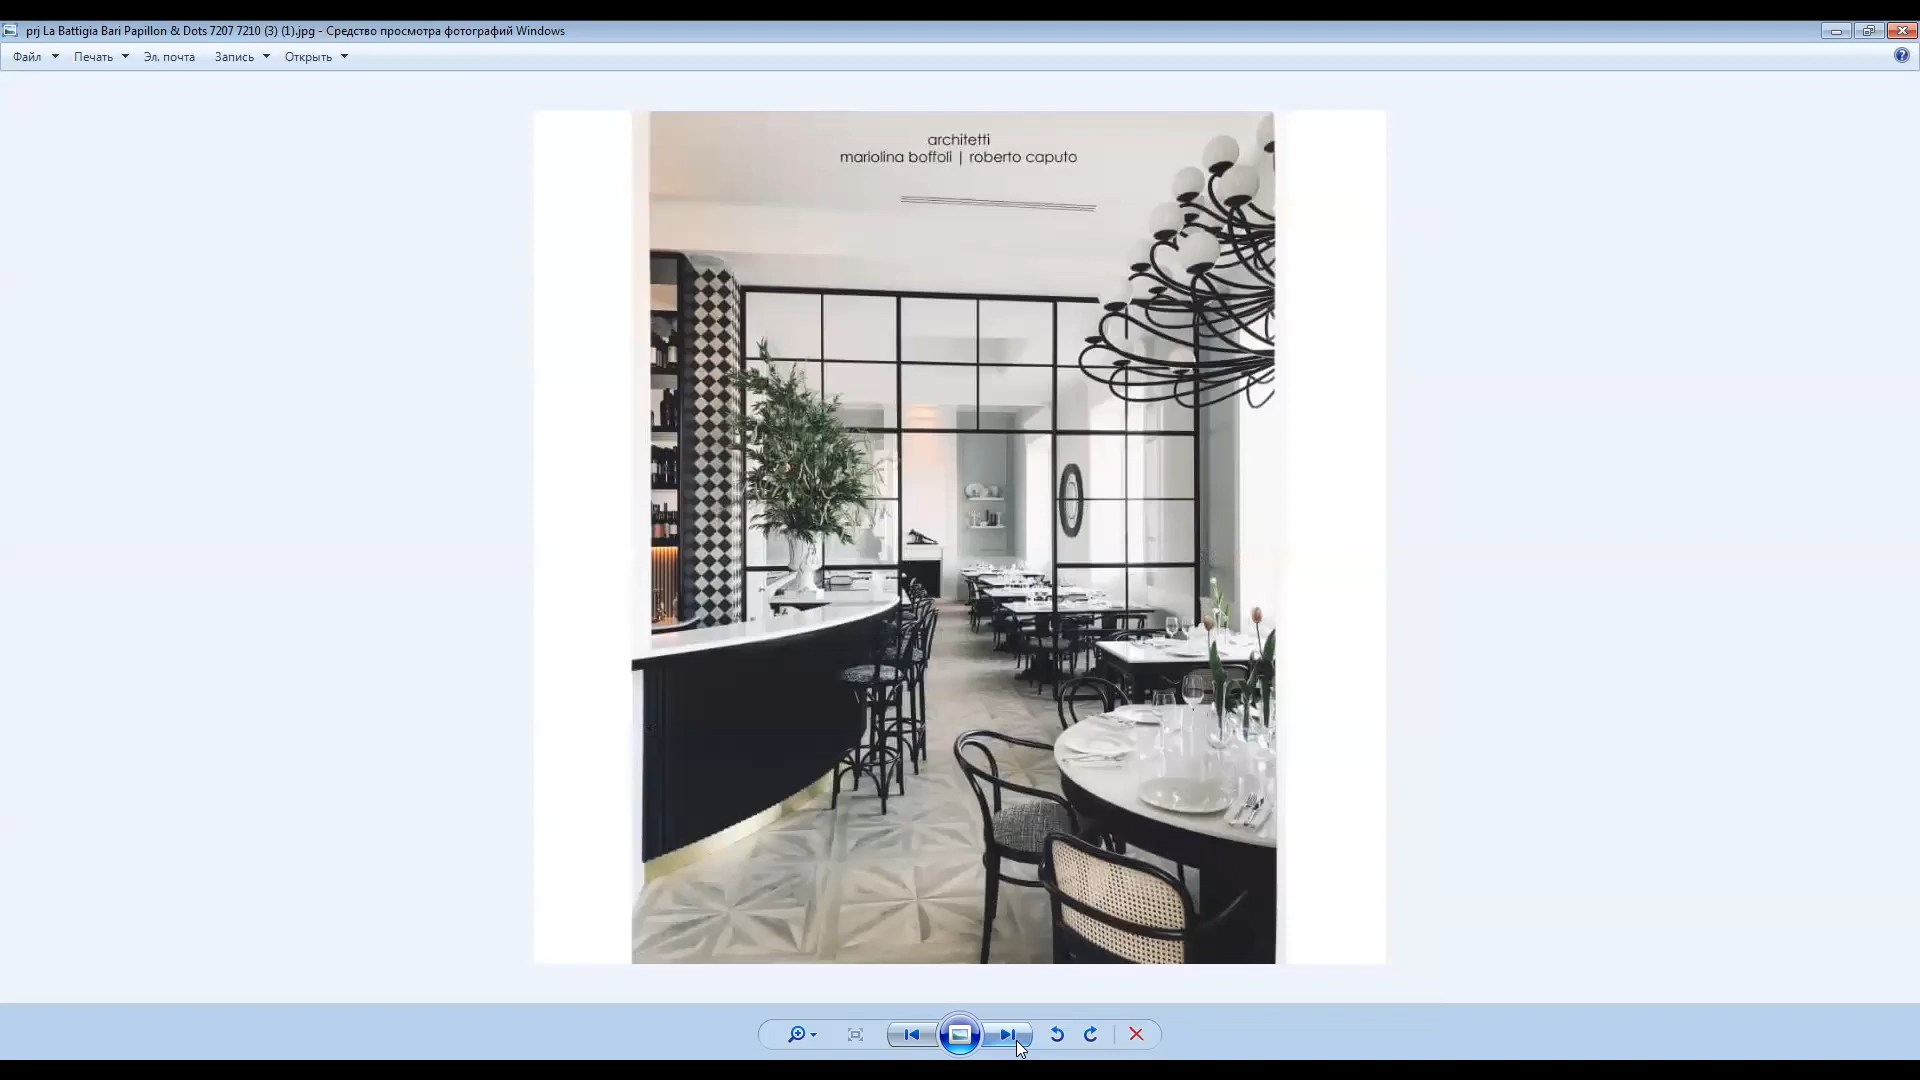 prj La Battigia Bari Papillon & Dots 7207 7210 (3) (1).jpg - Средство просмотра фотографий Windows
Файл Печать Эл. почта Запись Открыть
architetti
mariolina boffoli | roberto caputo